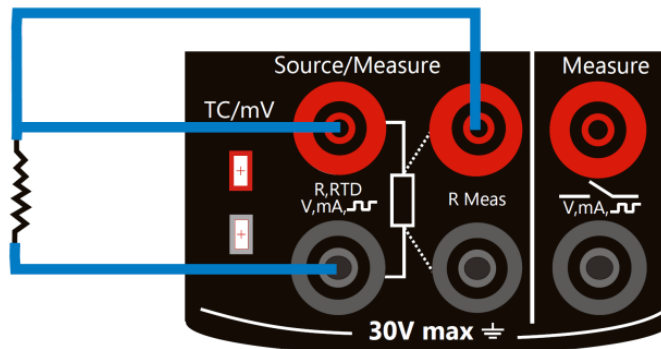 Source/Measure
Measure
TC/mV
R,RTD
V,mA,
R Meas
V,mA,
+
+
30V max